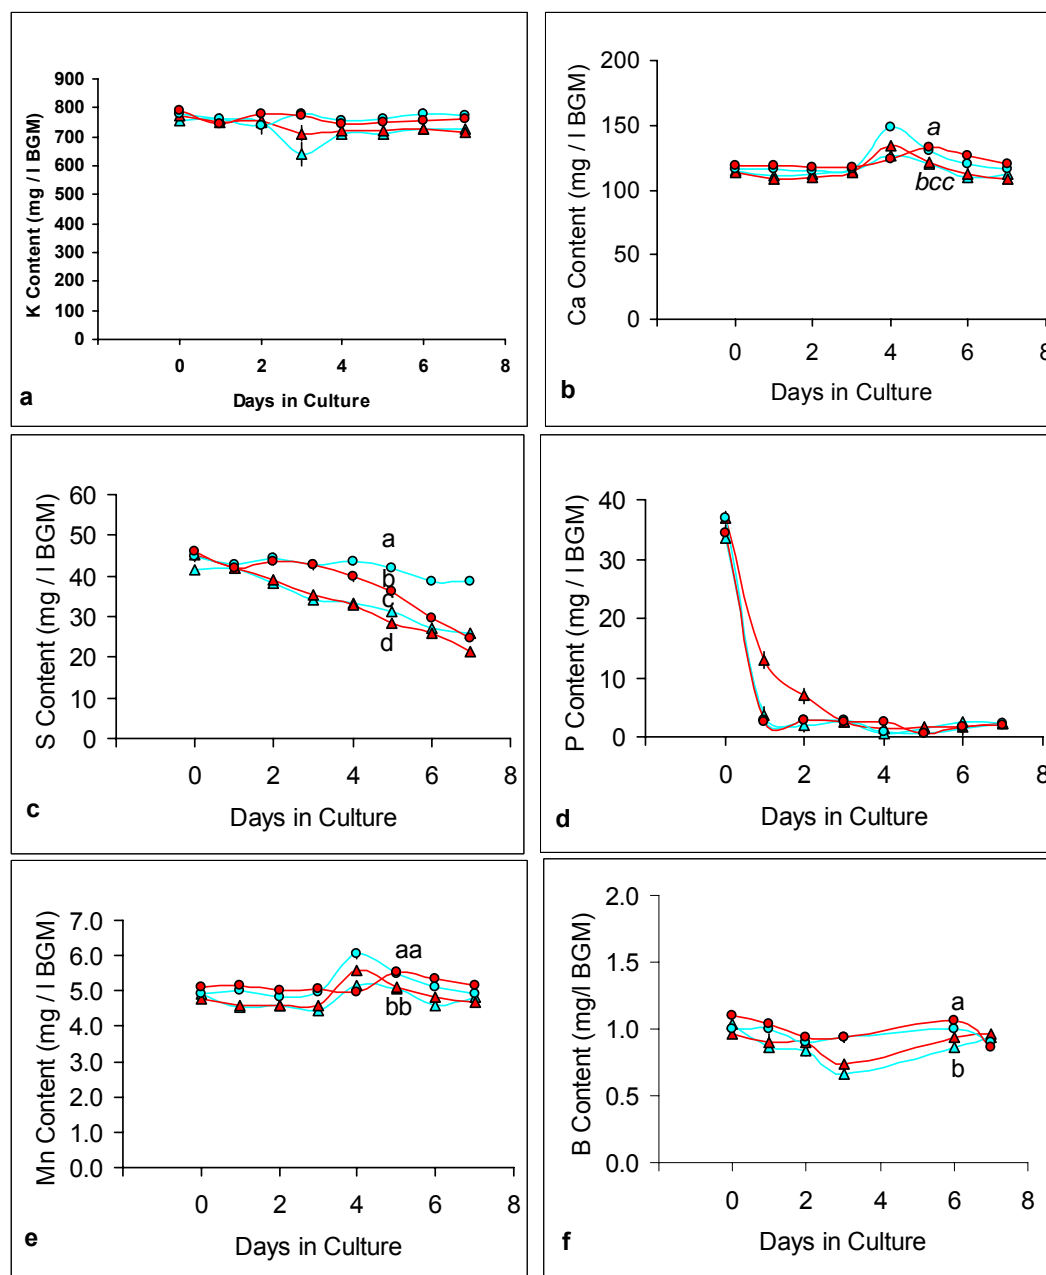 K Content (mg / l BGM)
900
800
700
600
500
400
300
200
100
0
0 2 4 6 8
Days in Culture
a
Ca Content (mg / l BGM)
200
150
100
50
0
a
bcc
0 2 4 6 8
Days in Culture
b
S Content (mg / l BGM)
60
50
40
30
20
10
0
a
b
c
d
0 2 4 6 8
Days in Culture
c
P Content (mg / l BGM)
40
30
20
10
0
0 2 4 6 8
Days in Culture
d
Mn Content (mg / l BGM)
7.0
6.0
5.0
4.0
3.0
2.0
1.0
0.0
aa
bb
0 2 4 6 8
Days in Culture
e
B Content (mg/l BGM)
2.0
1.5
1.0
0.5
0.0
a
b
0 2 4 6 8
Days in Culture
f